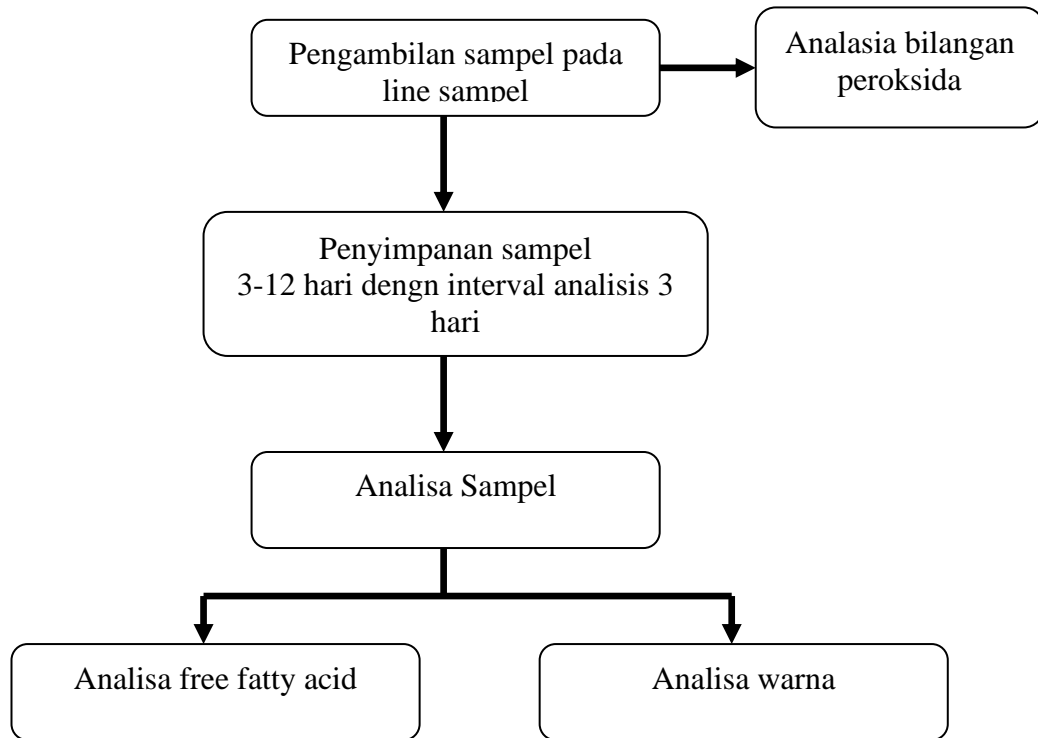 Pengambilan sampel pada
line sampel
Analasia bilangan
peroksida
Penyimpanan sampel
3-12 hari dengn interval analisis 3
hari
Analisa Sampel
Analisa free fatty acid
Analisa warna